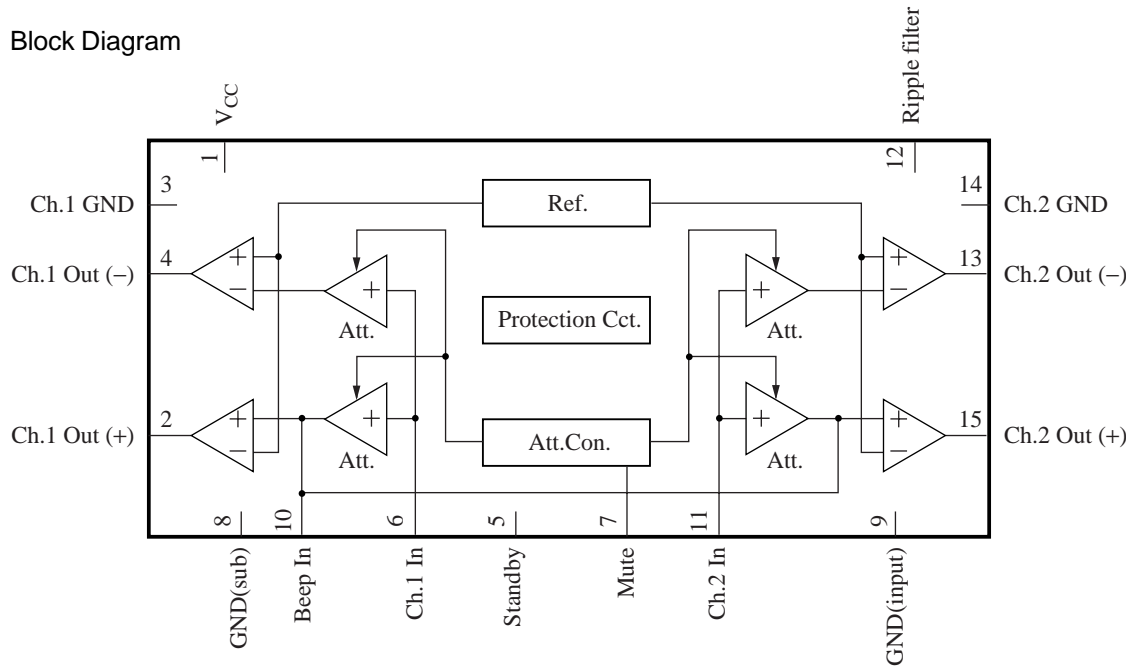 Block Diagram
V_CC
Ripple filter
1
12
3
14
Ch.1 GND
Ref.
Ch.2 GND
4
13
+
+
Ch.1 Out (−)
+
+
Ch.2 Out (−)
−
−
Att.
Protection Cct.
Att.
2
15
+
+
+
+
Ch.1 Out (+)
Att.Con.
Ch.2 Out (+)
−
−
Att.
Att.
8
10
6
5
7
11
9
GND(sub)
Beep In
Ch.1 In
Standby
Mute
Ch.2 In
GND(input)